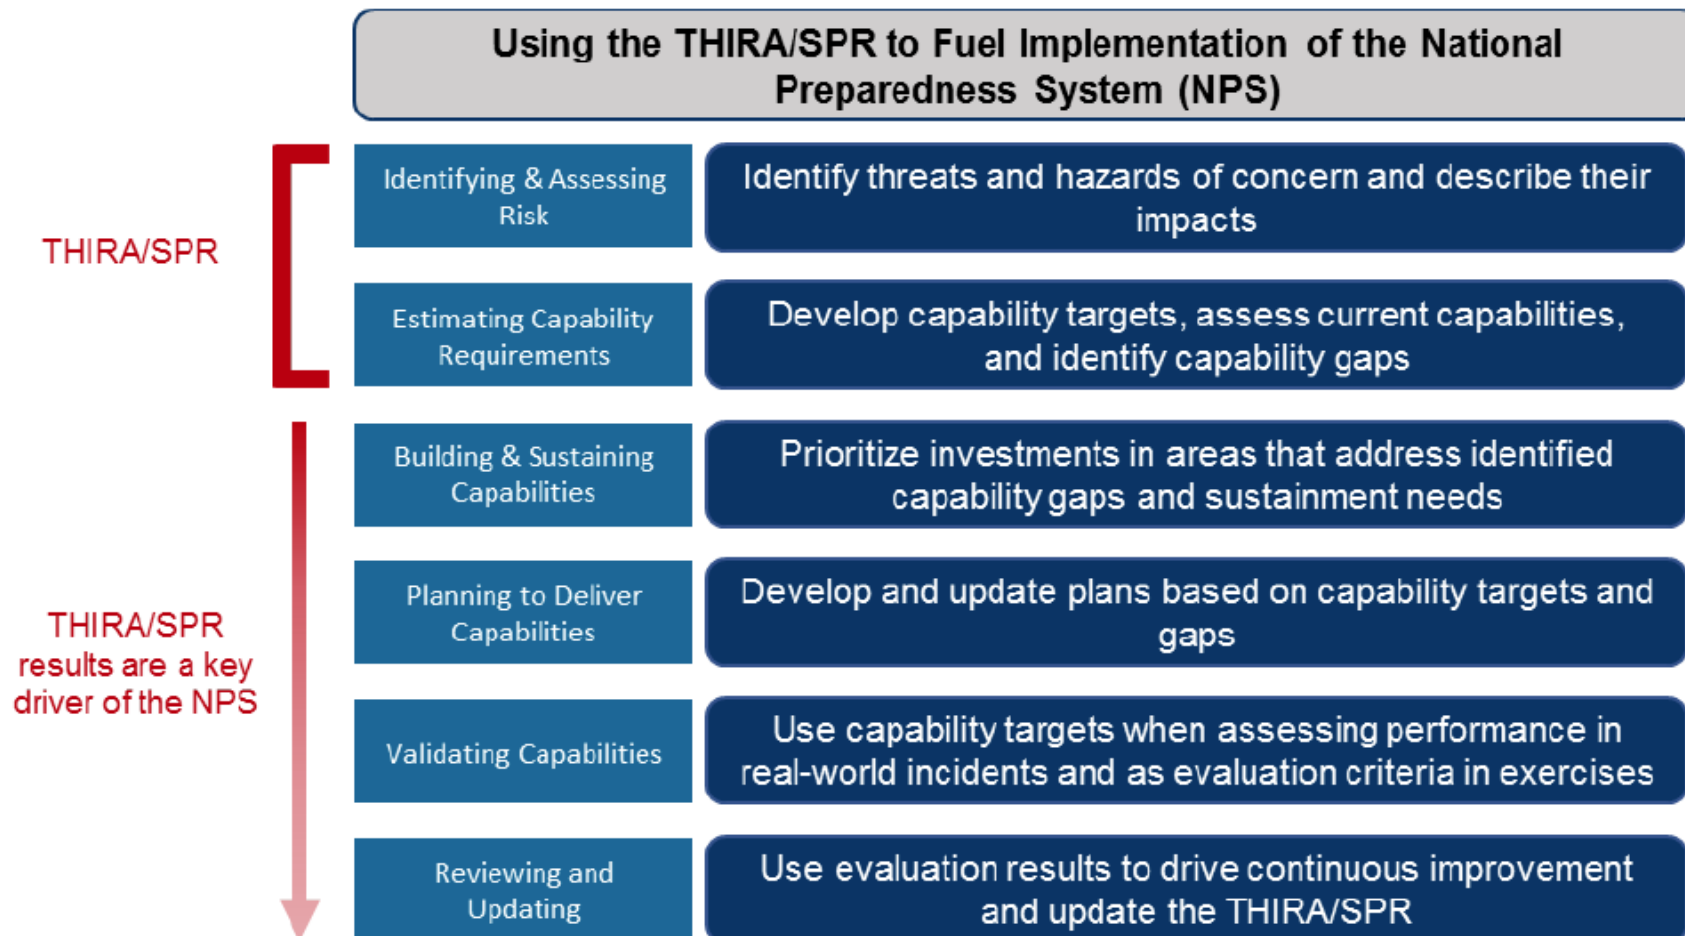 Using the THIRA/SPR to Fuel Implementation of the National
Preparedness System (NPS)
THIRA/SPR
Identifying & Assessing
Risk
Identify threats and hazards of concern and describe their
impacts
Estimating Capability
Requirements
Develop capability targets, assess current capabilities,
and identify capability gaps
THIRA/SPR
results are a key
driver of the NPS
Building & Sustaining
Capabilities
Prioritize investments in areas that address identified
capability gaps and sustainment needs
Planning to Deliver
Capabilities
Develop and update plans based on capability targets and
gaps
Validating Capabilities
Use capability targets when assessing performance in
real-world incidents and as evaluation criteria in exercises
Reviewing and
Updating
Use evaluation results to drive continuous improvement
and update the THIRA/SPR